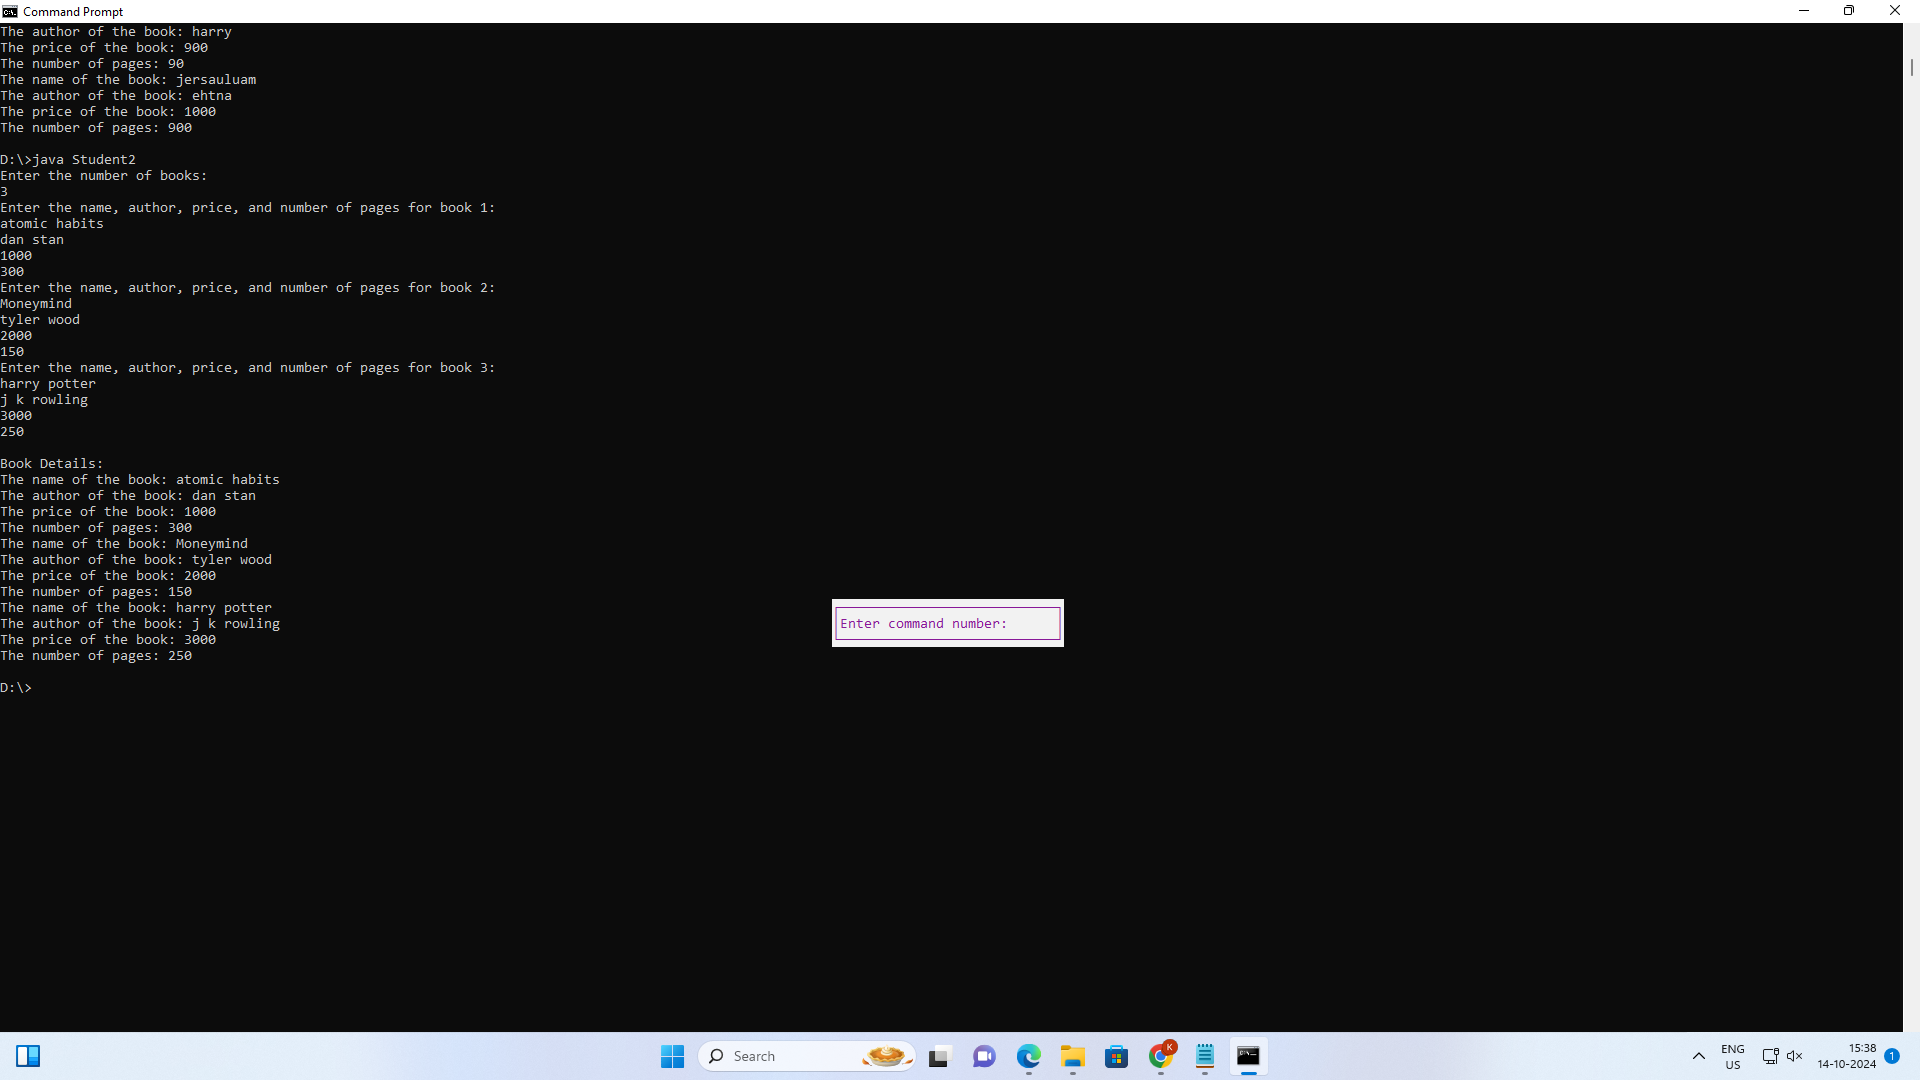 Command Prompt
The author of the book: harry
The price of the book: 900
The number of pages: 90
The name of the book: jersauluam
The author of the book: ehtna
The price of the book: 1000
The number of pages: 900
D:\>java Student2
Enter the number of books:
3
Enter the name, author, price, and number of pages for book 1:
atomic habits
dan stan
1000
300
Enter the name, author, price, and number of pages for book 2:
Moneymind
tyler wood
2000
150
Enter the name, author, price, and number of pages for book 3:
harry potter
j k rowling
3000
250
Book Details:
The name of the book: atomic habits
The author of the book: dan stan
The price of the book: 1000
The number of pages: 300
The name of the book: Moneymind
The author of the book: tyler wood
The price of the book: 2000
The number of pages: 150
The name of the book: harry potter
The author of the book: j k rowling
The price of the book: 3000
The number of pages: 250
D:\>
Enter command number:
Search
K
ENG
US
15:38
14-10-2024
1